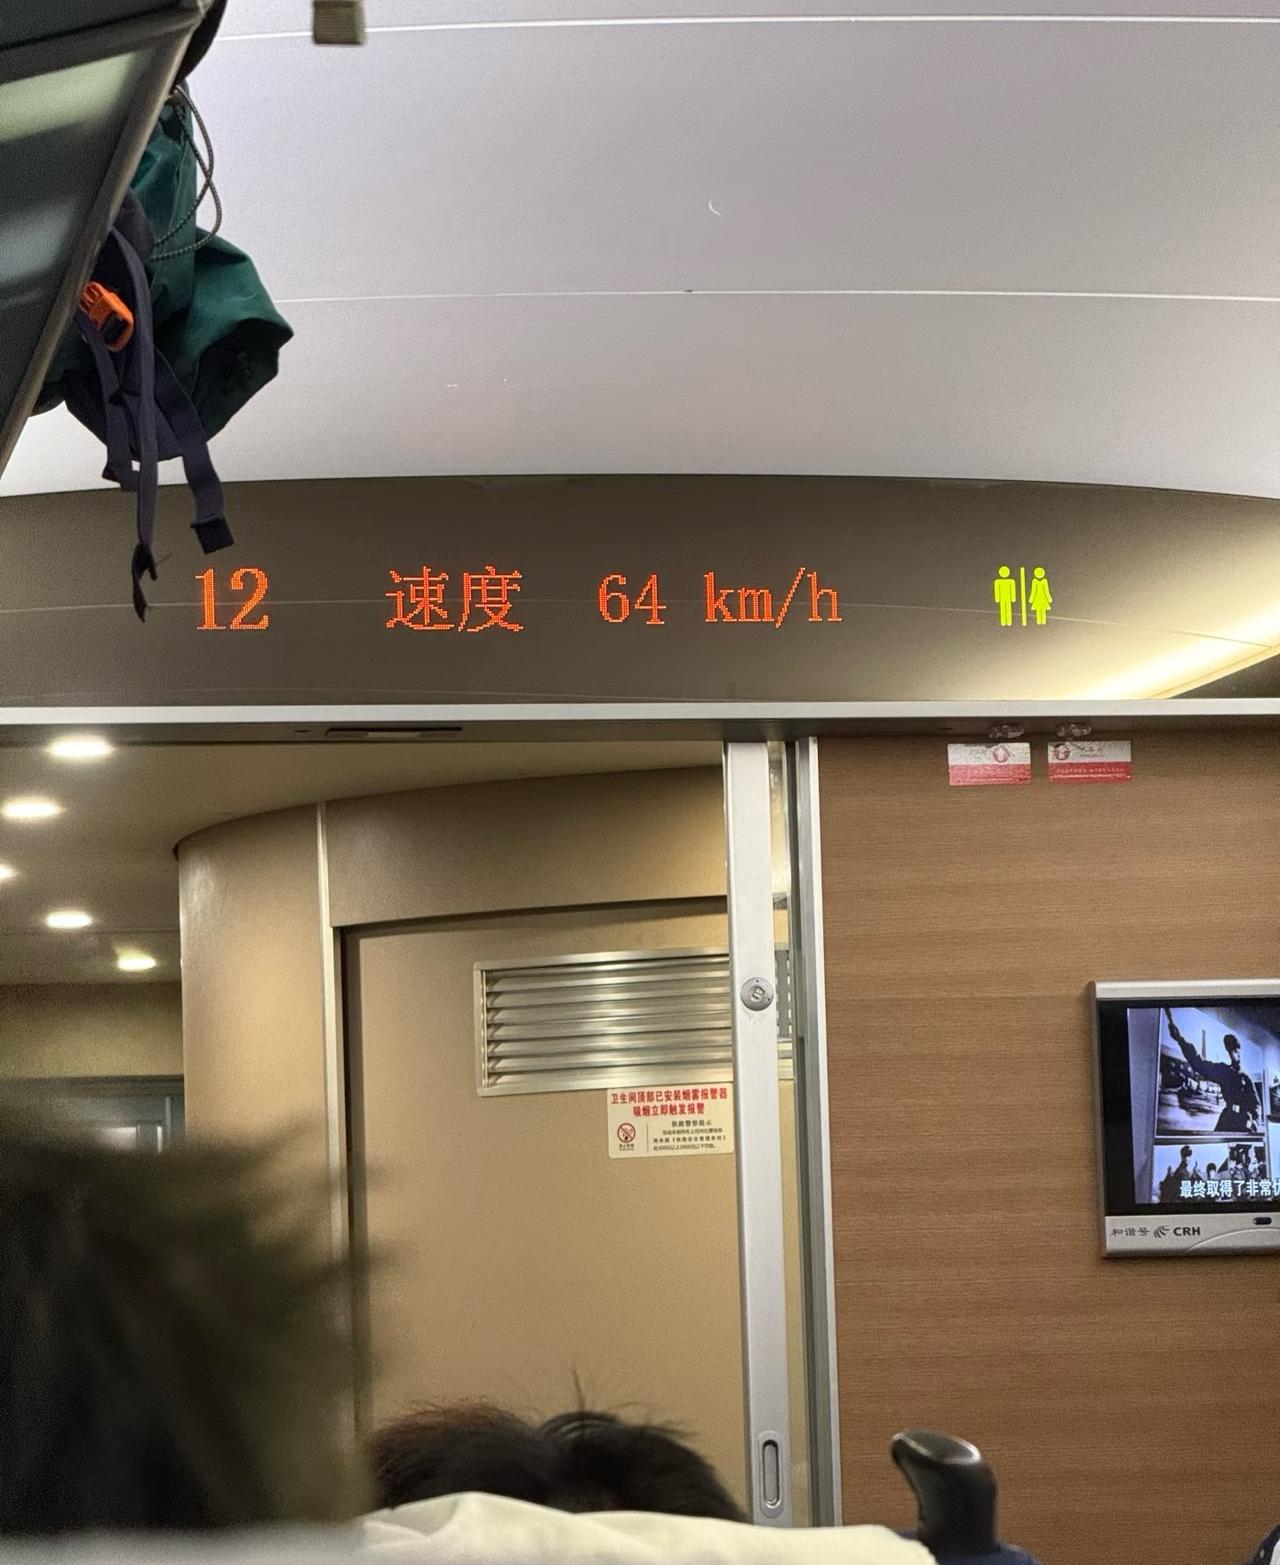 12 速度 64 km/h
卫生间顶部已安装烟雾报警器
吸烟立即触发报警
铁路警察提示
最终取得了非常
和谐号 CRH